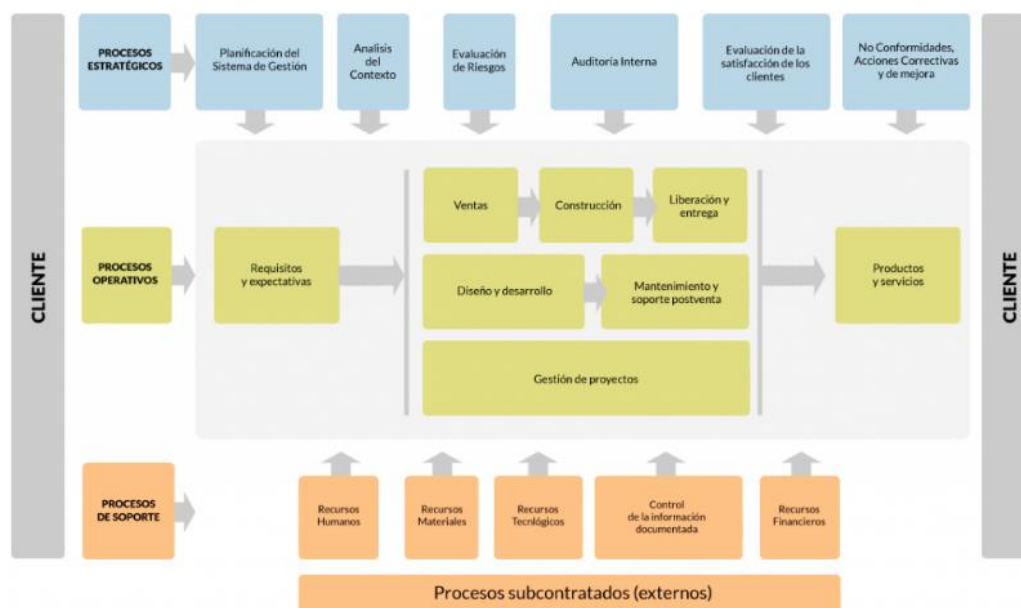 CLIENTE
PROCESOS
ESTRATÉGICOS
Planificación del
Sistema de Gestión
Analisis
del
Contexto
Evaluación
de Riesgos
Auditoría Interna
Evaluación de la
satisfacción de los
clientes
No Conformidades,
Acciones Correctivas
y de mejora
PROCESOS
OPERATIVOS
Requisitos
y expectativas
Ventas
Construcción
Liberación y
entrega
Diseño y desarrollo
Mantenimiento y
soporte postventa
Gestión de proyectos
Productos
y servicios
PROCESOS
DE SOPORTE
Recursos
Humanos
Recursos
Materiales
Recursos
Tecnlógicos
Control
de la información
documentada
Recursos
Financieros
Procesos subcontratados (externos)
CLIENTE